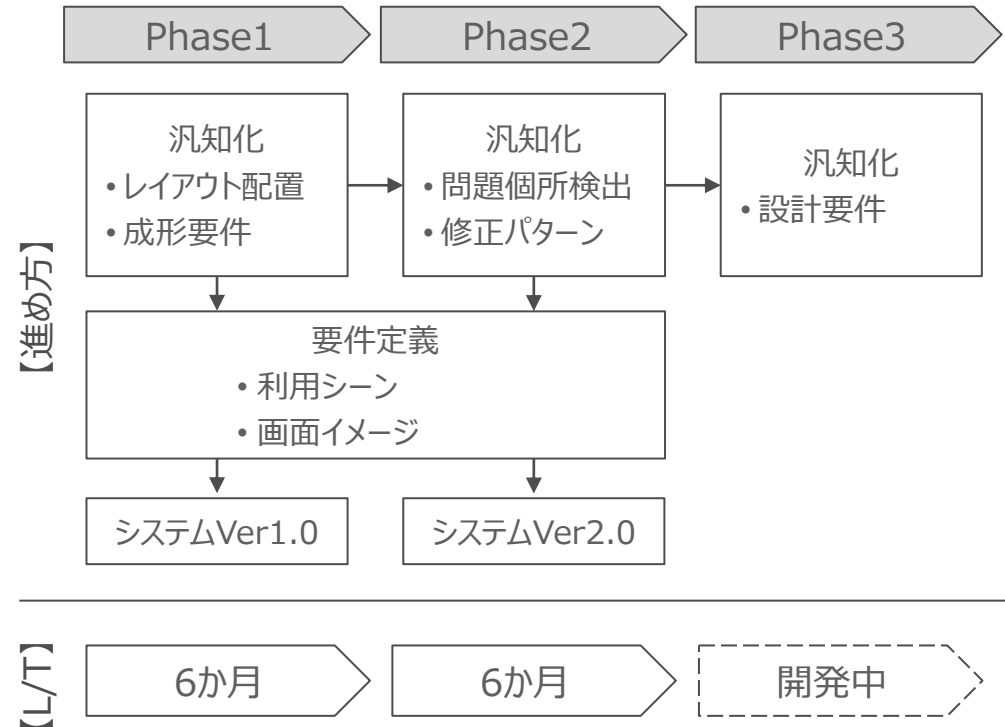 Phase1
Phase2
Phase3
【進め方】
汎知化
• レイアウト配置
• 成形要件
汎知化
• 問題個所検出
• 修正パターン
汎知化
• 設計要件
要件定義
• 利用シーン
• 画面イメージ
システムVer1.0
システムVer2.0
【L/T】
6か月
6か月
開発中